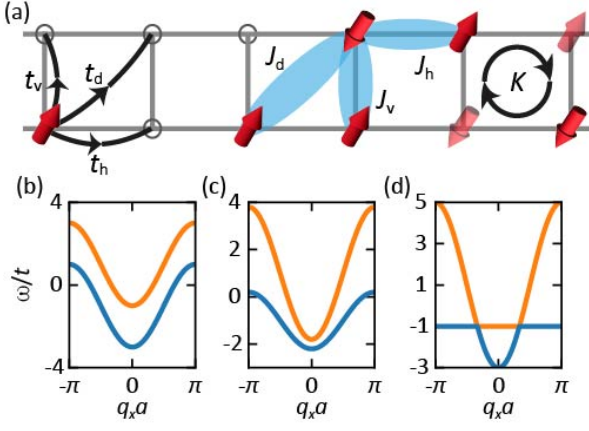 (a)
t_v t_d t_h J_d J_v J_h K
(b) (c) (d)
ω/t
4 0 -4
4 2 0 -2
5 3 1 -1 -3
-π 0 π -π 0 π -π 0 π
q_xa q_xa q_xa